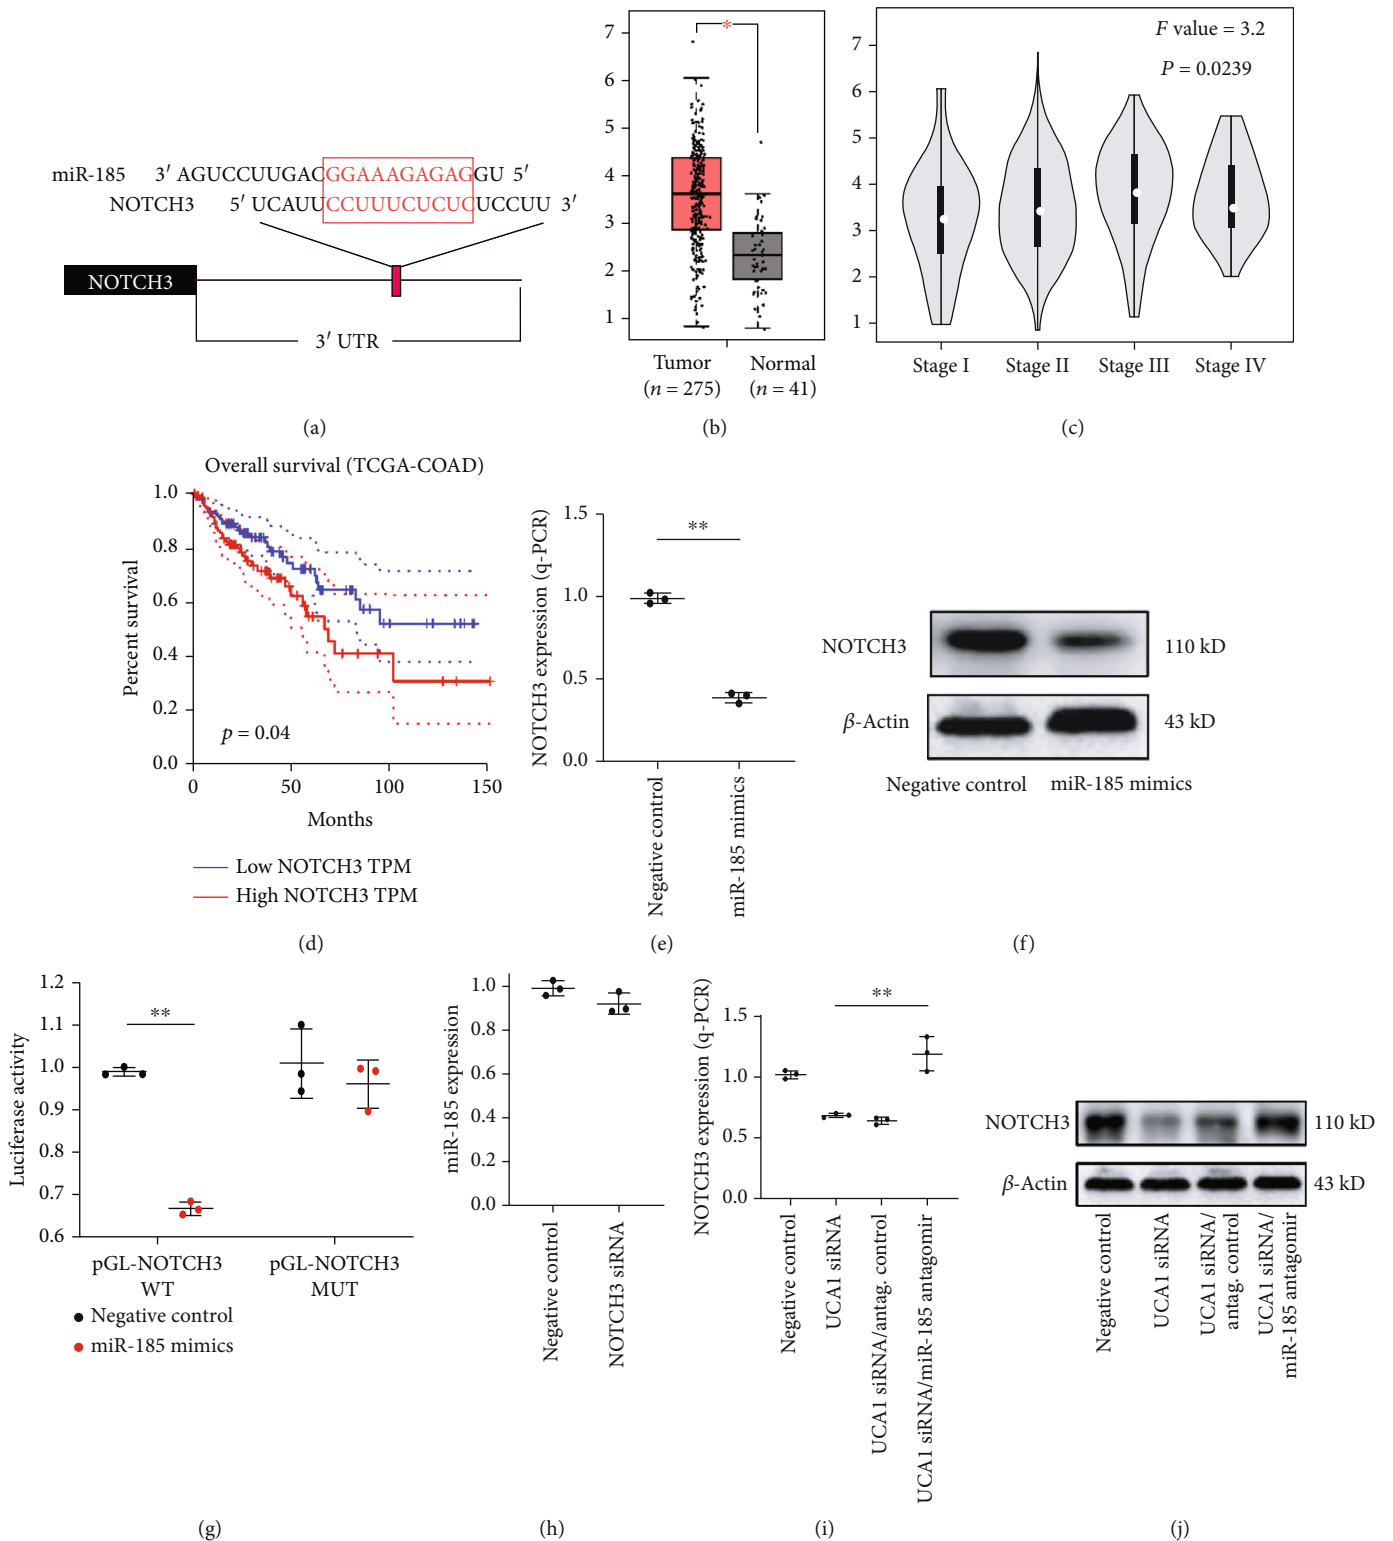 miR-185 3′ AGUCCUUGACGGAAAGAGAGGU 5′
NOTCH3 5′ UCAUUCCUUUCUCUCUCCUU 3′
NOTCH3
3′ UTR
(a)
7
6
5
4
3
2
1
*
Tumor
(n = 275)
Normal
(n = 41)
(b)
7
6
5
4
3
2
1
F value = 3.2
P = 0.0239
Stage I
Stage II
Stage III
Stage IV
(c)
Overall survival (TCGA-COAD)
Percent survival
1.0
0.8
0.6
0.4
0.2
0.0
p = 0.04
0
50
100
150
Months
Low NOTCH3 TPM
High NOTCH3 TPM
(d)
NOTCH3 expression (q-PCR)
1.5
1.0
0.5
0.0
**
Negative control
miR-185 mimics
(e)
NOTCH3
110 kD
β-Actin
43 kD
Negative control
miR-185 mimics
(f)
Luciferase activity
1.2
1.1
1.0
0.9
0.8
0.7
0.6
**
pGL-NOTCH3
WT
pGL-NOTCH3
MUT
Negative control
miR-185 mimics
(g)
miR-185 expression
1.0
0.8
0.6
0.4
0.2
0.0
Negative control
NOTCH3 siRNA
(h)
NOTCH3 expression (q-PCR)
1.5
1.0
0.5
0.0
**
Negative control
UCA1 siRNA
UCA1 siRNA/antag. control
UCA1 siRNA/miR-185 antagomir
(i)
NOTCH3
110 kD
β-Actin
43 kD
Negative control
UCA1 siRNA
UCA1 siRNA/
antag. control
UCA1 siRNA/
miR-185 antagomir
(j)